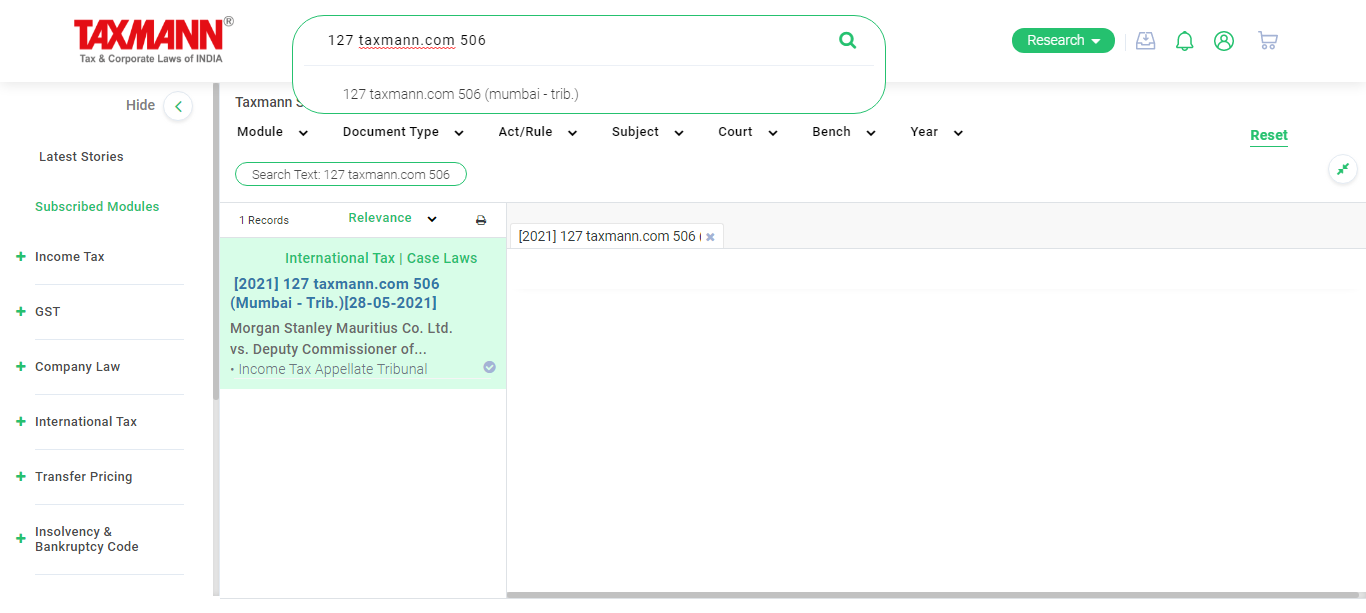 TAXMANN®
Tax & Corporate Laws of INDIA
127 taxmann.com 506
127 taxmann.com 506 (mumbai - trib.)
Research
Hide
Latest Stories
Subscribed Modules
Income Tax
GST
Company Law
International Tax
Transfer Pricing
Insolvency &
Bankruptcy Code
Taxmann S
Module
Document Type
Act/Rule
Subject
Court
Bench
Year
Reset
Search Text: 127 taxmann.com 506
1 Records
Relevance
International Tax | Case Laws
[2021] 127 taxmann.com 506
(Mumbai - Trib.)[28-05-2021]
Morgan Stanley Mauritius Co. Ltd.
vs. Deputy Commissioner of...
• Income Tax Appellate Tribunal
[2021] 127 taxmann.com 506 (